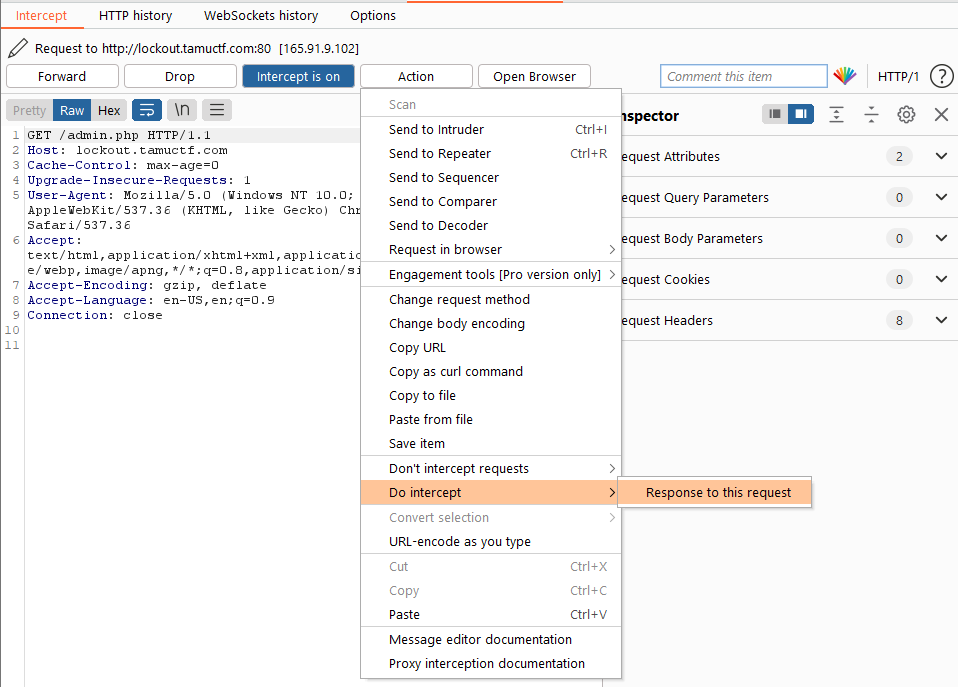 Intercept HTTP history WebSockets history Options
Request to http://lockout.tamuctf.com:80 [165.91.9.102]
Forward Drop Intercept is on Action Open Browser Comment this item HTTP/1 ?
Pretty Raw Hex \n
1 GET /admin.php HTTP/1.1
2 Host: lockout.tamuctf.com
3 Cache-Control: max-age=0
4 Upgrade-Insecure-Requests: 1
5 User-Agent: Mozilla/5.0 (Windows NT 10.0;
AppleWebKit/537.36 (KHTML, like Gecko) Chr
Safari/537.36
6 Accept:
text/html,application/xhtml+xml,applicatio
e/webp,image/apng,*/*;q=0.8,application/si
7 Accept-Encoding: gzip, deflate
8 Accept-Language: en-US,en;q=0.9
9 Connection: close
10
11
Scan
Send to Intruder Ctrl+I
Send to Repeater Ctrl+R
Send to Sequencer
Send to Comparer
Send to Decoder
Request in browser
Engagement tools [Pro version only]
Change request method
Change body encoding
Copy URL
Copy as curl command
Copy to file
Paste from file
Save item
Don't intercept requests
Do intercept
Response to this request
Convert selection
URL-encode as you type
Cut Ctrl+X
Copy Ctrl+C
Paste Ctrl+V
Message editor documentation
Proxy interception documentation
nspector
equest Attributes 2
equest Query Parameters 0
equest Body Parameters 0
equest Cookies 0
equest Headers 8